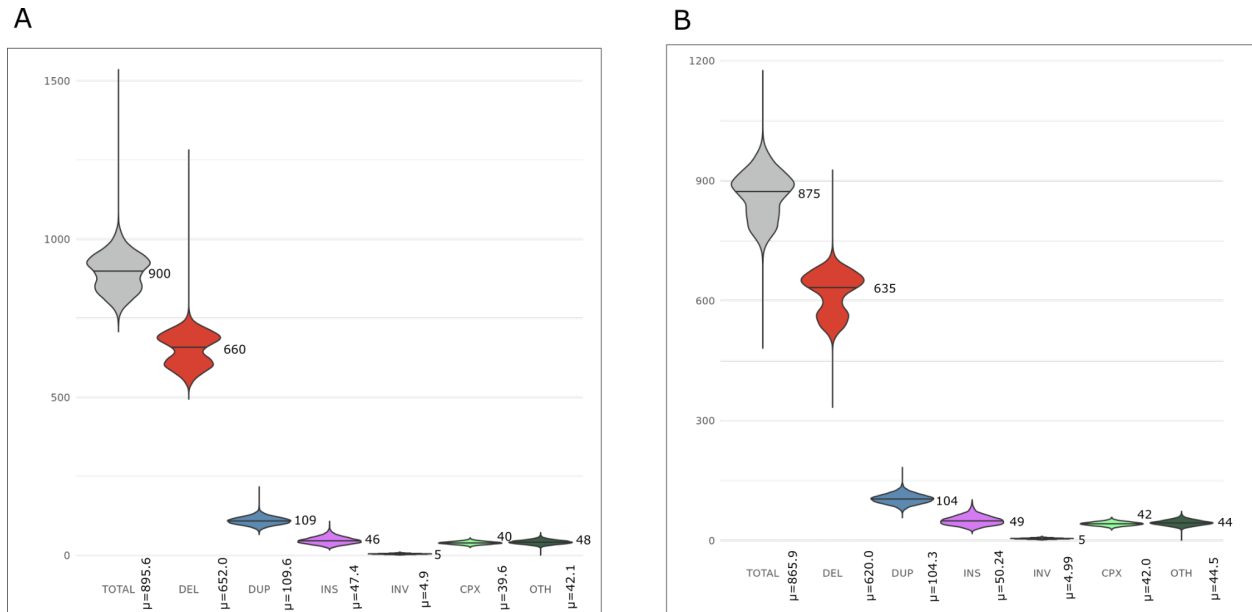 A
1500
1000
500
0
900
660
109
46
5
40
48
TOTAL
μ=895.6
DEL
μ=652.0
DUP
μ=109.6
INS
μ=47.4
INV
μ=4.9
CPX
μ=39.6
OTH
μ=42.1
B
1200
900
600
300
0
875
635
104
49
5
42
44
TOTAL
μ=865.9
DEL
μ=620.0
DUP
μ=104.3
INS
μ=50.24
INV
μ=4.99
CPX
μ=42.0
OTH
μ=44.5